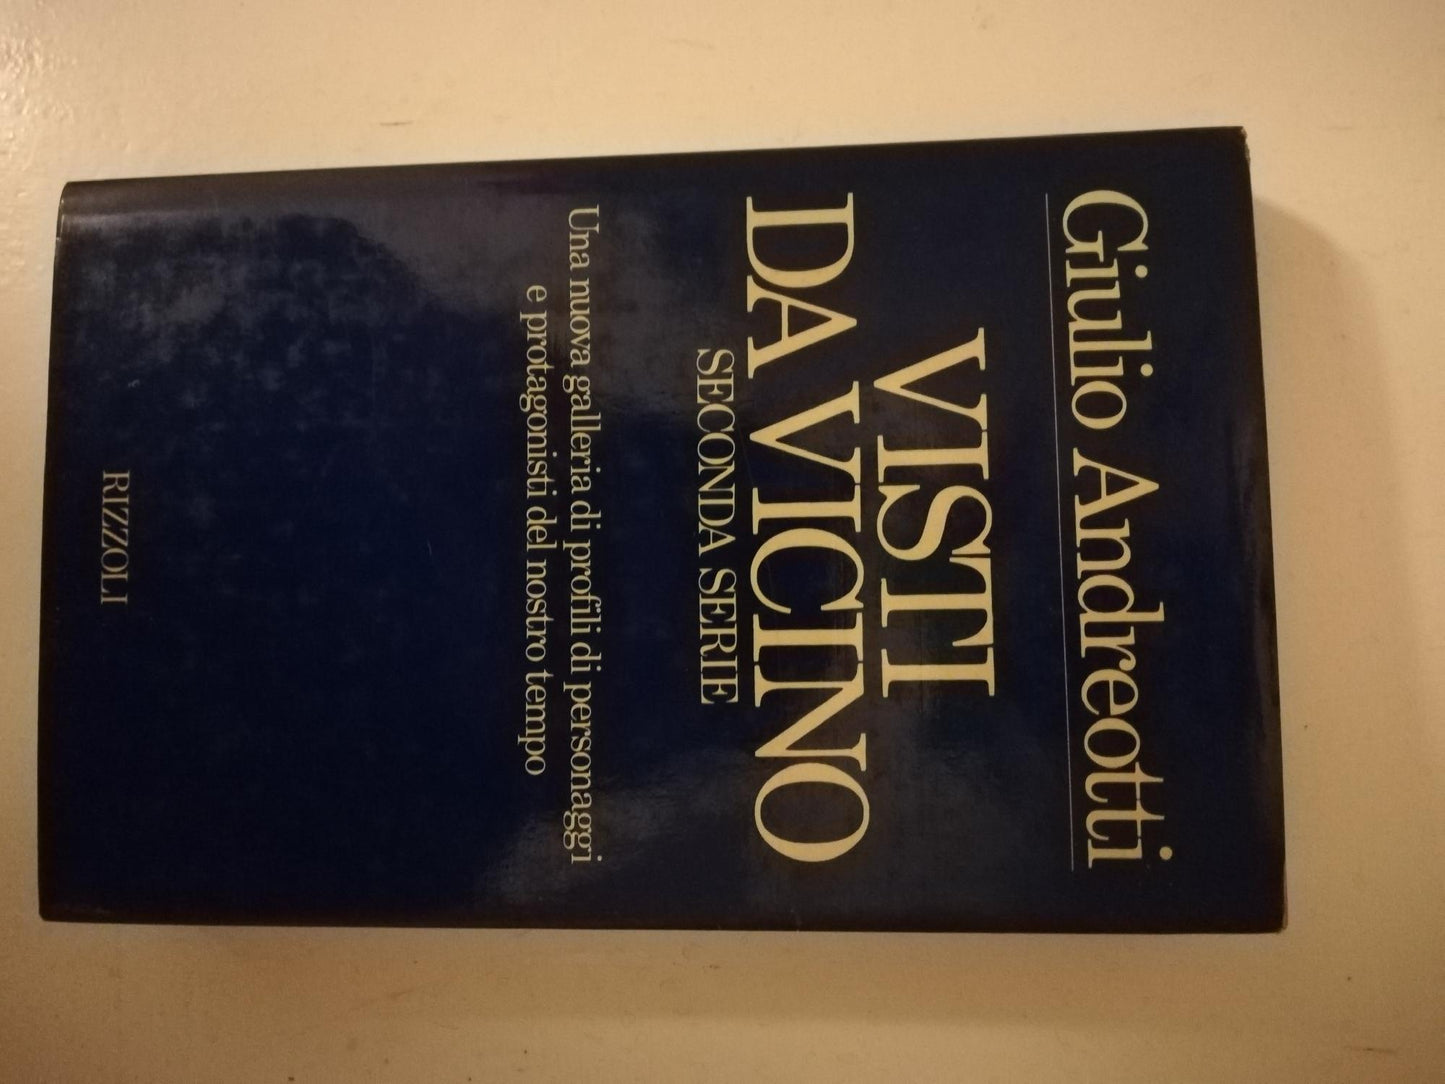 Giulio Andreotti
VISTI
DA VICINO
SECONDA SERIE
Una nuova galleria di profili di personaggi
e protagonisti del nostro tempo
RIZZOLI